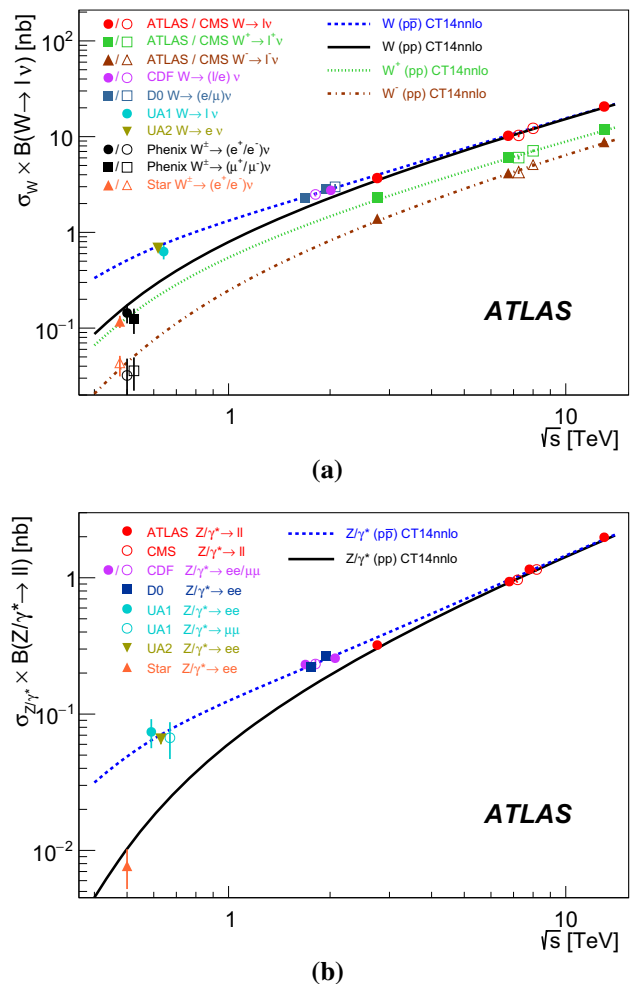 σ_W × B(W→ l ν) [nb]
10²
10
1
10⁻¹
ATLAS / CMS W→ lν
ATLAS / CMS W⁺→ l⁺ν
ATLAS / CMS W⁻→ l⁻ν
CDF W→ (l/e) ν
D0 W→ (e/μ)ν
UA1 W→ l ν
UA2 W→ e ν
Phenix W±→ (e⁺/e⁻)ν
Phenix W±→ (μ⁺/μ⁻)ν
Star W±→ (e⁺/e⁻)ν
W (pp̅) CT14nnlo
W (pp) CT14nnlo
W⁺ (pp) CT14nnlo
W⁻ (pp) CT14nnlo
ATLAS
1 10
√s [TeV]
(a)
σ_Z/γ* × B(Z/γ*→ ll) [nb]
1
10⁻¹
10⁻²
ATLAS Z/γ*→ ll
CMS Z/γ*→ ll
CDF Z/γ*→ ee/μμ
D0 Z/γ*→ ee
UA1 Z/γ*→ ee
UA1 Z/γ*→ μμ
UA2 Z/γ*→ ee
Star Z/γ*→ ee
Z/γ* (pp̅) CT14nnlo
Z/γ* (pp) CT14nnlo
ATLAS
1 10
√s [TeV]
(b)